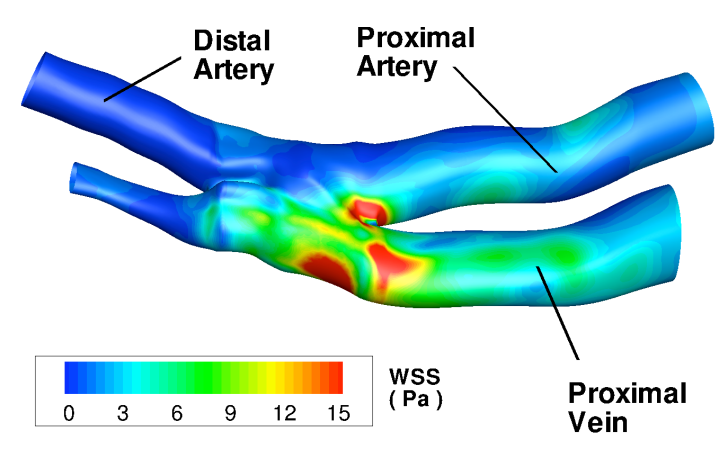 Distal
Artery
Proximal
Artery
WSS
( Pa )
0 3 6 9 12 15
Proximal
Vein